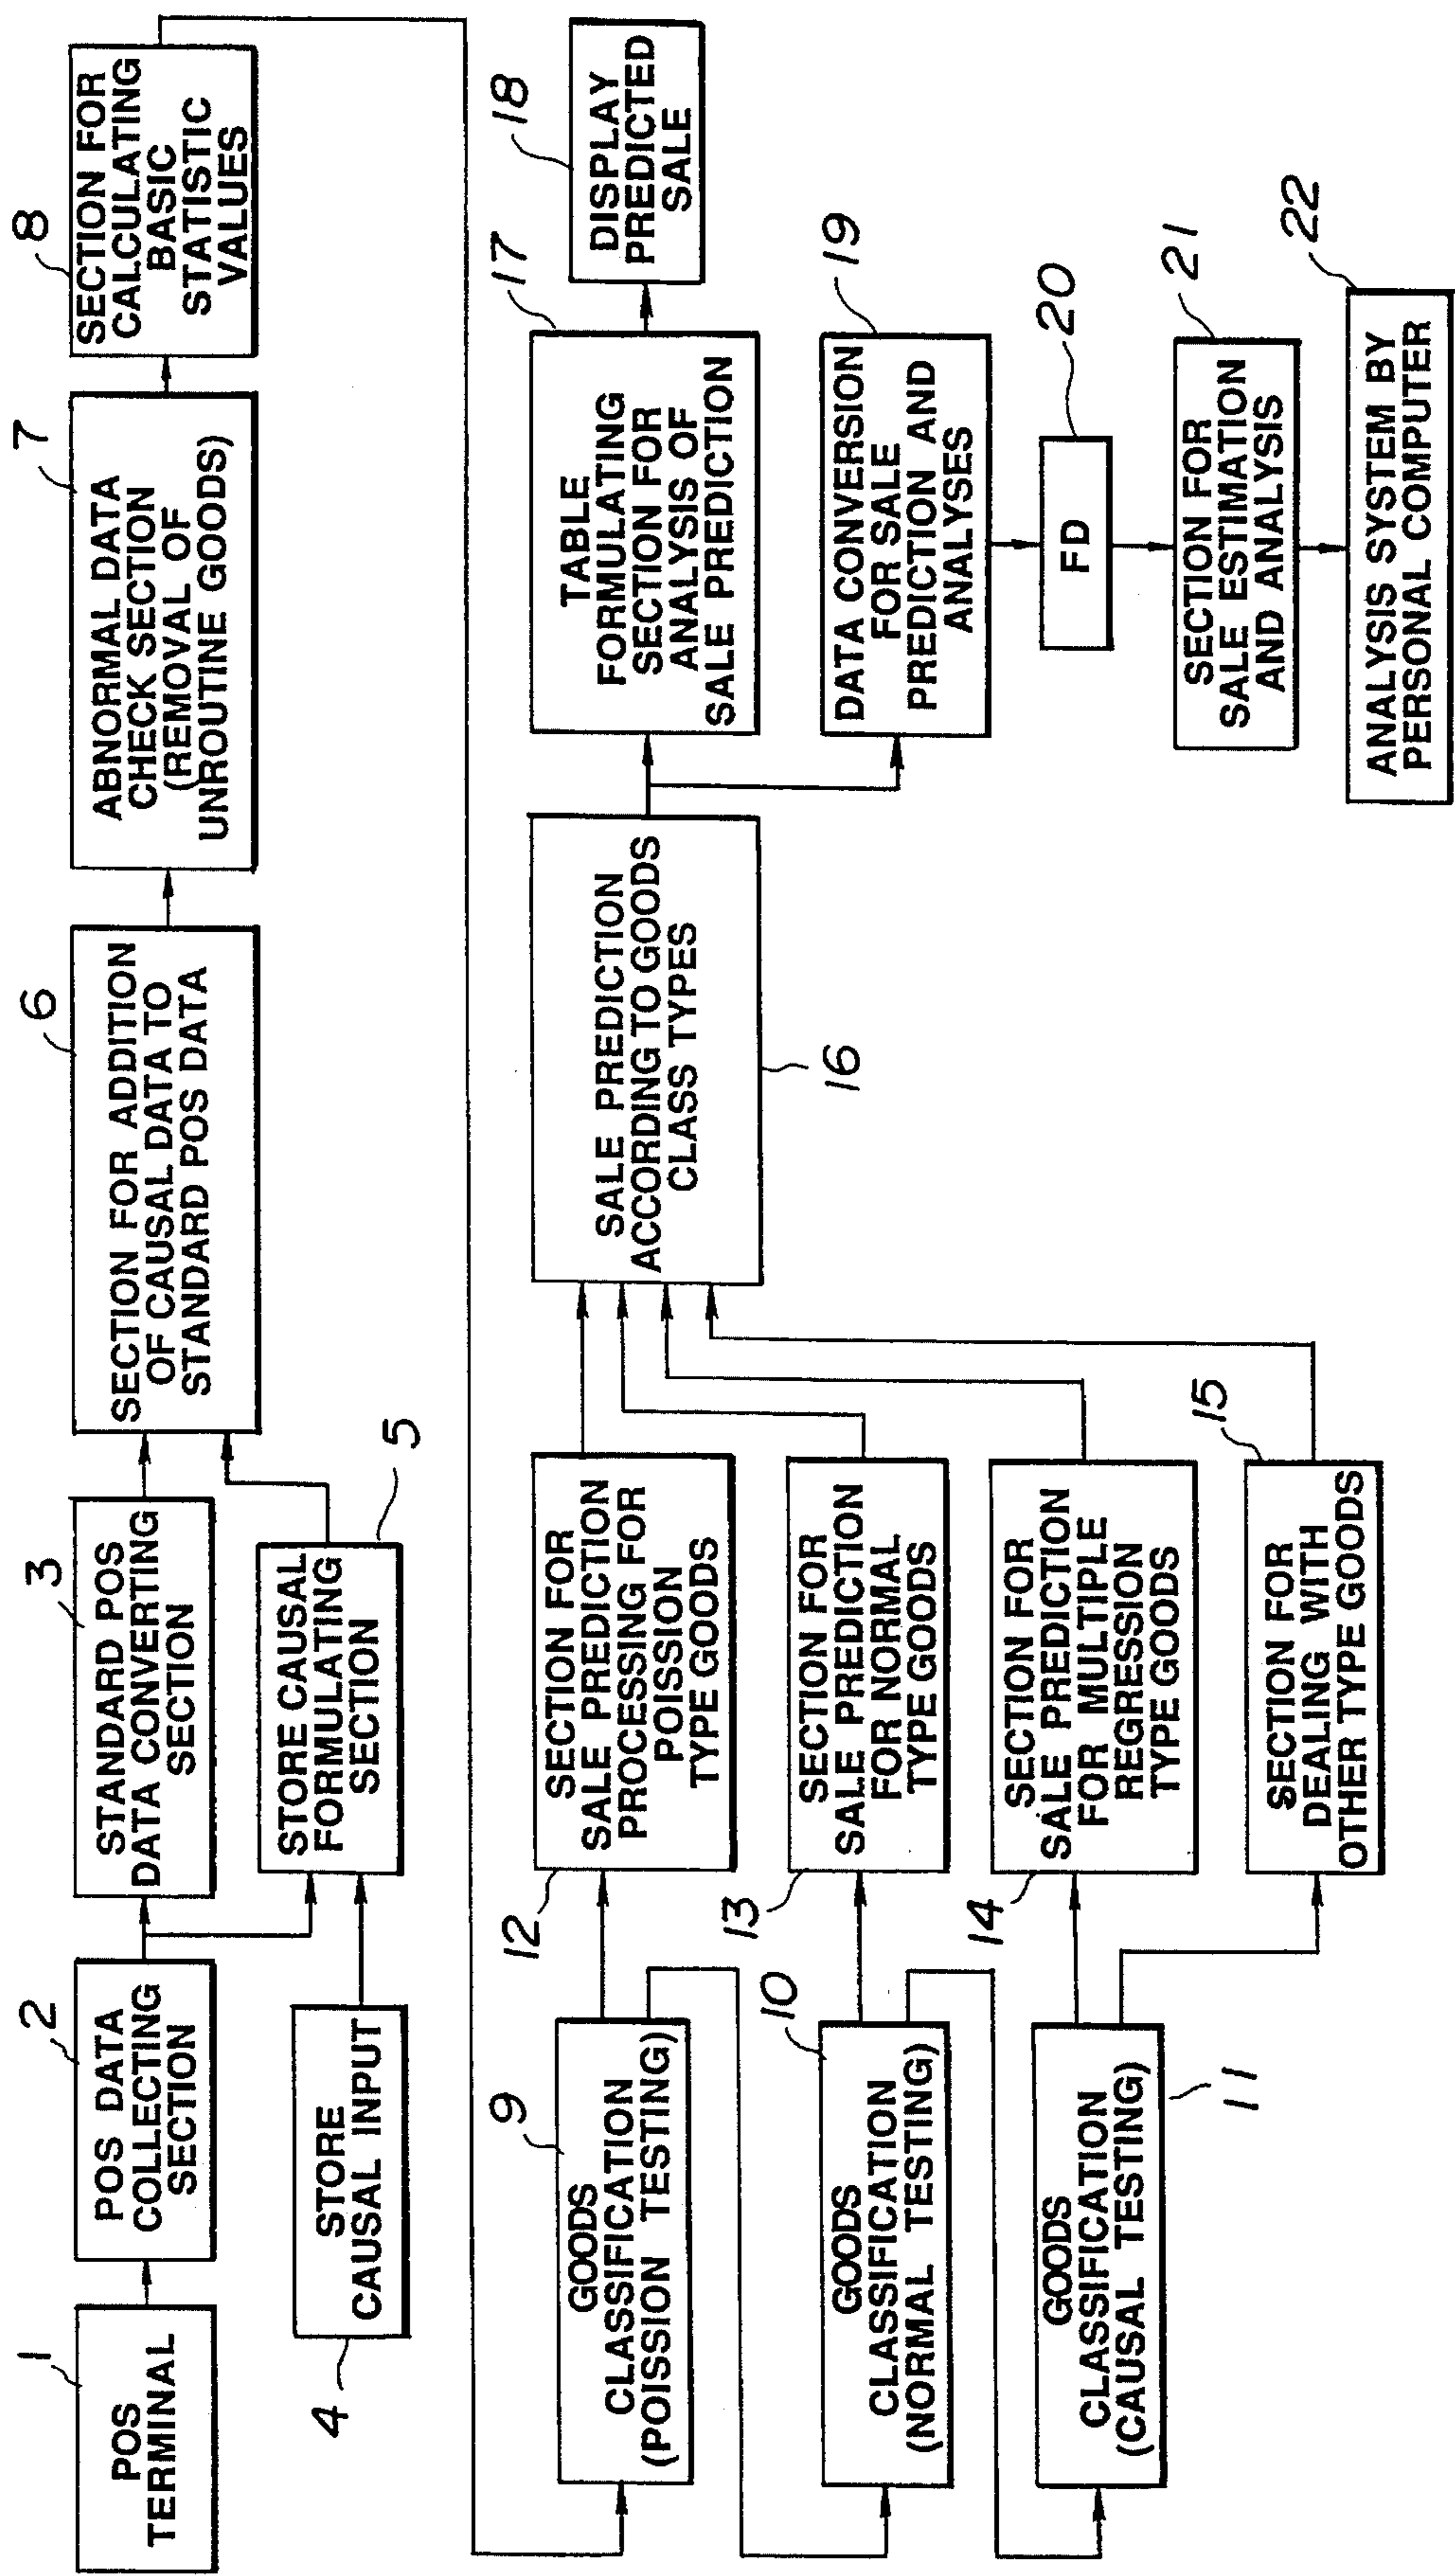 1
POS
TERMINAL
2
POS DATA
COLLECTING
SECTION
3
STANDARD POS
DATA CONVERTING
SECTION
4
STORE
CAUSAL INPUT
5
STORE CAUSAL
FORMULATING
SECTION
6
SECTION FOR ADDITION
OF CAUSAL DATA TO
STANDARD POS DATA
7
ABNORMAL DATA
CHECK SECTION
(REMOVAL OF
UNROUTINE GOODS)
8
SECTION FOR
CALCULATING
BASIC
STATISTIC
VALUES
9
GOODS
CLASSIFICATION
(POISSION TESTING)
10
GOODS
CLASSIFICATION
(NORMAL TESTING)
11
GOODS
CLASSIFICATION
(CAUSAL TESTING)
12
SECTION FOR
SALE PREDICTION
PROCESSING FOR
POISSION
TYPE GOODS
13
SECTION FOR
SALE PREDICTION
FOR NORMAL
TYPE GOODS
14
SECTION FOR
SALE PREDICTION
FOR MULTIPLE
REGRESSION
TYPE GOODS
15
SECTION FOR
DEALING WITH
OTHER TYPE GOODS
SALE PREDICTION
ACCORDING TO GOODS
CLASS TYPES
16
17
TABLE
FORMULATING
SECTION FOR
ANALYSIS OF
SALE PREDICTION
18
DISPLAY
PREDICTED
SALE
19
DATA CONVERSION
FOR SALE
PREDICTION AND
ANALYSES
20
FD
21
SECTION FOR
SALE ESTIMATION
AND ANALYSIS
22
ANALYSIS SYSTEM BY
PERSONAL COMPUTER